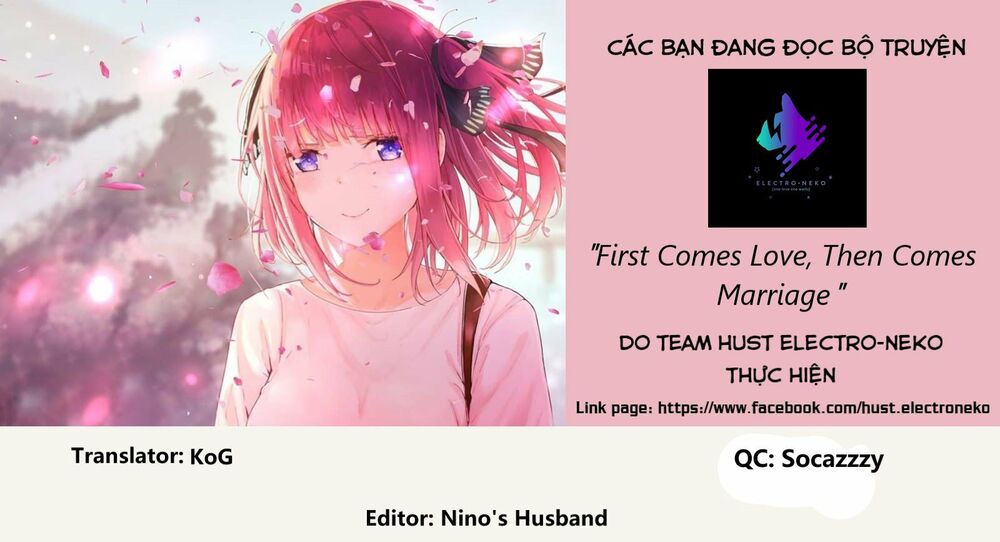 CÁC BẠN ĐANG ĐỌC BỘ TRUYỆN
ELECTRO-NEKO
"First Comes Love, Then Comes
Marriage "
DO TEAM HUST ELECTRO-NEKO
THỰC HIỆN
Link page: https://www.facebook.com/hust.electroneko
Translator: KoG
QC: Socazzzy
Editor: Nino's Husband